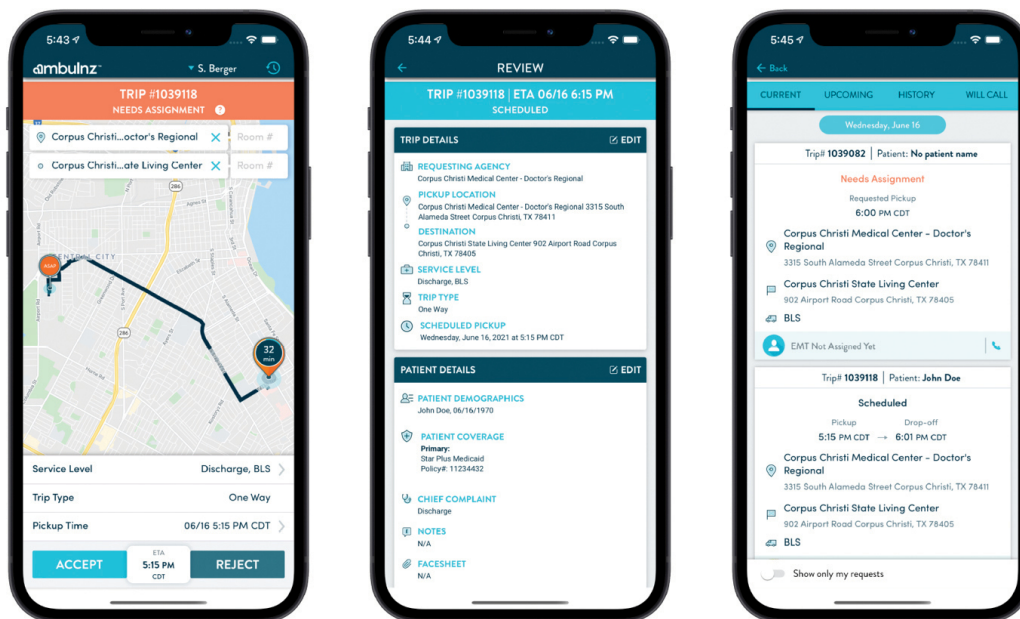 5:43
ambulnz
S. Berger
TRIP #1039118
NEEDS ASSIGNMENT ?
Corpus Christi...octor's Regional
Room #
Corpus Christi...ate Living Center
Room #
286
Agnes St
CENTRAL CITY
ASAP
286
32
min
Service Level
Discharge, BLS
Trip Type
One Way
Pickup Time
06/16 5:15 PM CDT
ACCEPT
ETA
5:15 PM
CDT
REJECT
5:44
REVIEW
TRIP #1039118 | ETA 06/16 6:15 PM
SCHEDULED
TRIP DETAILS
EDIT
REQUESTING AGENCY
Corpus Christi Medical Center - Doctor's Regional
PICKUP LOCATION
Corpus Christi Medical Center - Doctor's Regional 3315 South
Alameda Street Corpus Christi, TX 78411
DESTINATION
Corpus Christi State Living Center 902 Airport Road Corpus
Christi, TX 78405
SERVICE LEVEL
Discharge, BLS
TRIP TYPE
One Way
SCHEDULED PICKUP
Wednesday, June 16, 2021 at 5:15 PM CDT
PATIENT DETAILS
EDIT
PATIENT DEMOGRAPHICS
John Doe, 06/16/1970
PATIENT COVERAGE
Primary:
Star Plus Medicaid
Policy#: 11234432
CHIEF COMPLAINT
Discharge
NOTES
N/A
FACESHEET
N/A
5:45
Back
CURRENT
UPCOMING
HISTORY
WILL CALL
Wednesday, June 16
Trip# 1039082 | Patient: No patient name
Needs Assignment
Requested Pickup
6:00 PM CDT
Corpus Christi Medical Center - Doctor's
Regional
3315 South Alameda Street Corpus Christi, TX 78411
Corpus Christi State Living Center
902 Airport Road Corpus Christi, TX 78405
BLS
EMT Not Assigned Yet
Trip# 1039118 | Patient: John Doe
Scheduled
Pickup
Drop-off
5:15 PM CDT → 6:01 PM CDT
Corpus Christi Medical Center - Doctor's
Regional
3315 South Alameda Street Corpus Christi, TX 78411
Corpus Christi State Living Center
902 Airport Road Corpus Christi, TX 78405
BLS
Show only my requests